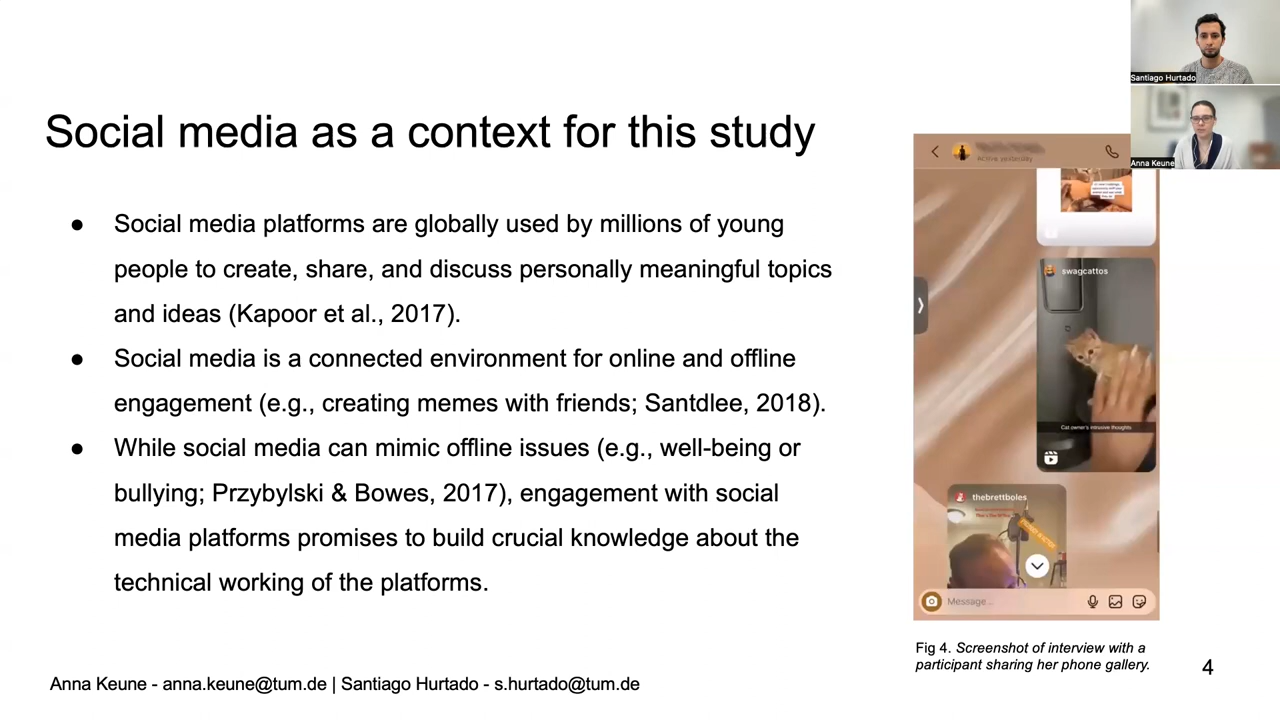 Santiago Hurtado
Anna Keune
Social media as a context for this study
● Social media platforms are globally used by millions of young
people to create, share, and discuss personally meaningful topics
and ideas (Kapoor et al., 2017).
● Social media is a connected environment for online and offline
engagement (e.g., creating memes with friends; Santdlee, 2018).
● While social media can mimic offline issues (e.g., well-being or
bullying; Przybylski & Bowes, 2017), engagement with social
media platforms promises to build crucial knowledge about the
technical working of the platforms.
Active yesterday
swagcattos
Cat owner's intrusive thoughts
thebrettboles
Message...
Fig 4. Screenshot of interview with a
participant sharing her phone gallery.
4
Anna Keune - anna.keune@tum.de | Santiago Hurtado - s.hurtado@tum.de